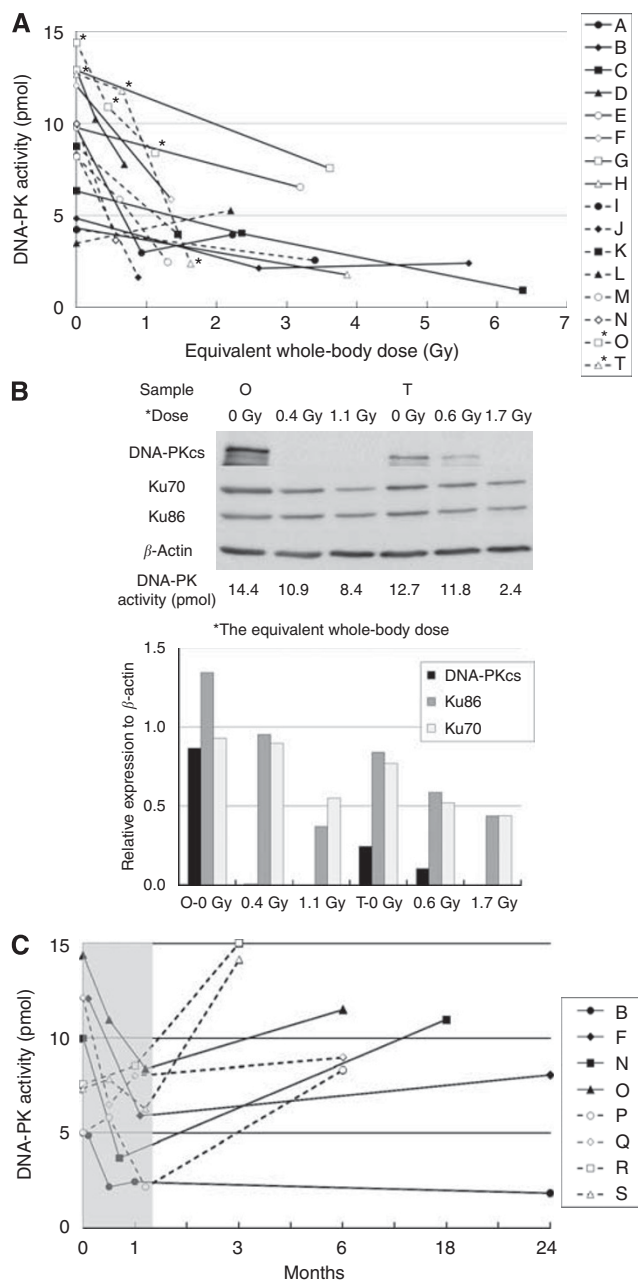 A
DNA-PK activity (pmol)
15
10
5
0
0 1 2 3 4 5 6 7
Equivalent whole-body dose (Gy)
* * * * * *
A
B
C
D
E
F
G
H
I
J
K
L
M
N
*O
*T
B
Sample O T
*Dose 0 Gy 0.4 Gy 1.1 Gy 0 Gy 0.6 Gy 1.7 Gy
DNA-PKcs
Ku70
Ku86
β-Actin
DNA-PK
activity (pmol) 14.4 10.9 8.4 12.7 11.8 2.4
*The equivalent whole-body dose
Relative expression to β-actin
1.5
1.0
0.5
0.0
DNA-PKcs
Ku86
Ku70
O-0 Gy 0.4 Gy 1.1 Gy T-0 Gy 0.6 Gy 1.7 Gy
C
DNA-PK activity (pmol)
15
10
5
0
0 1 3 6 18 24
Months
B
F
N
O
P
Q
R
S